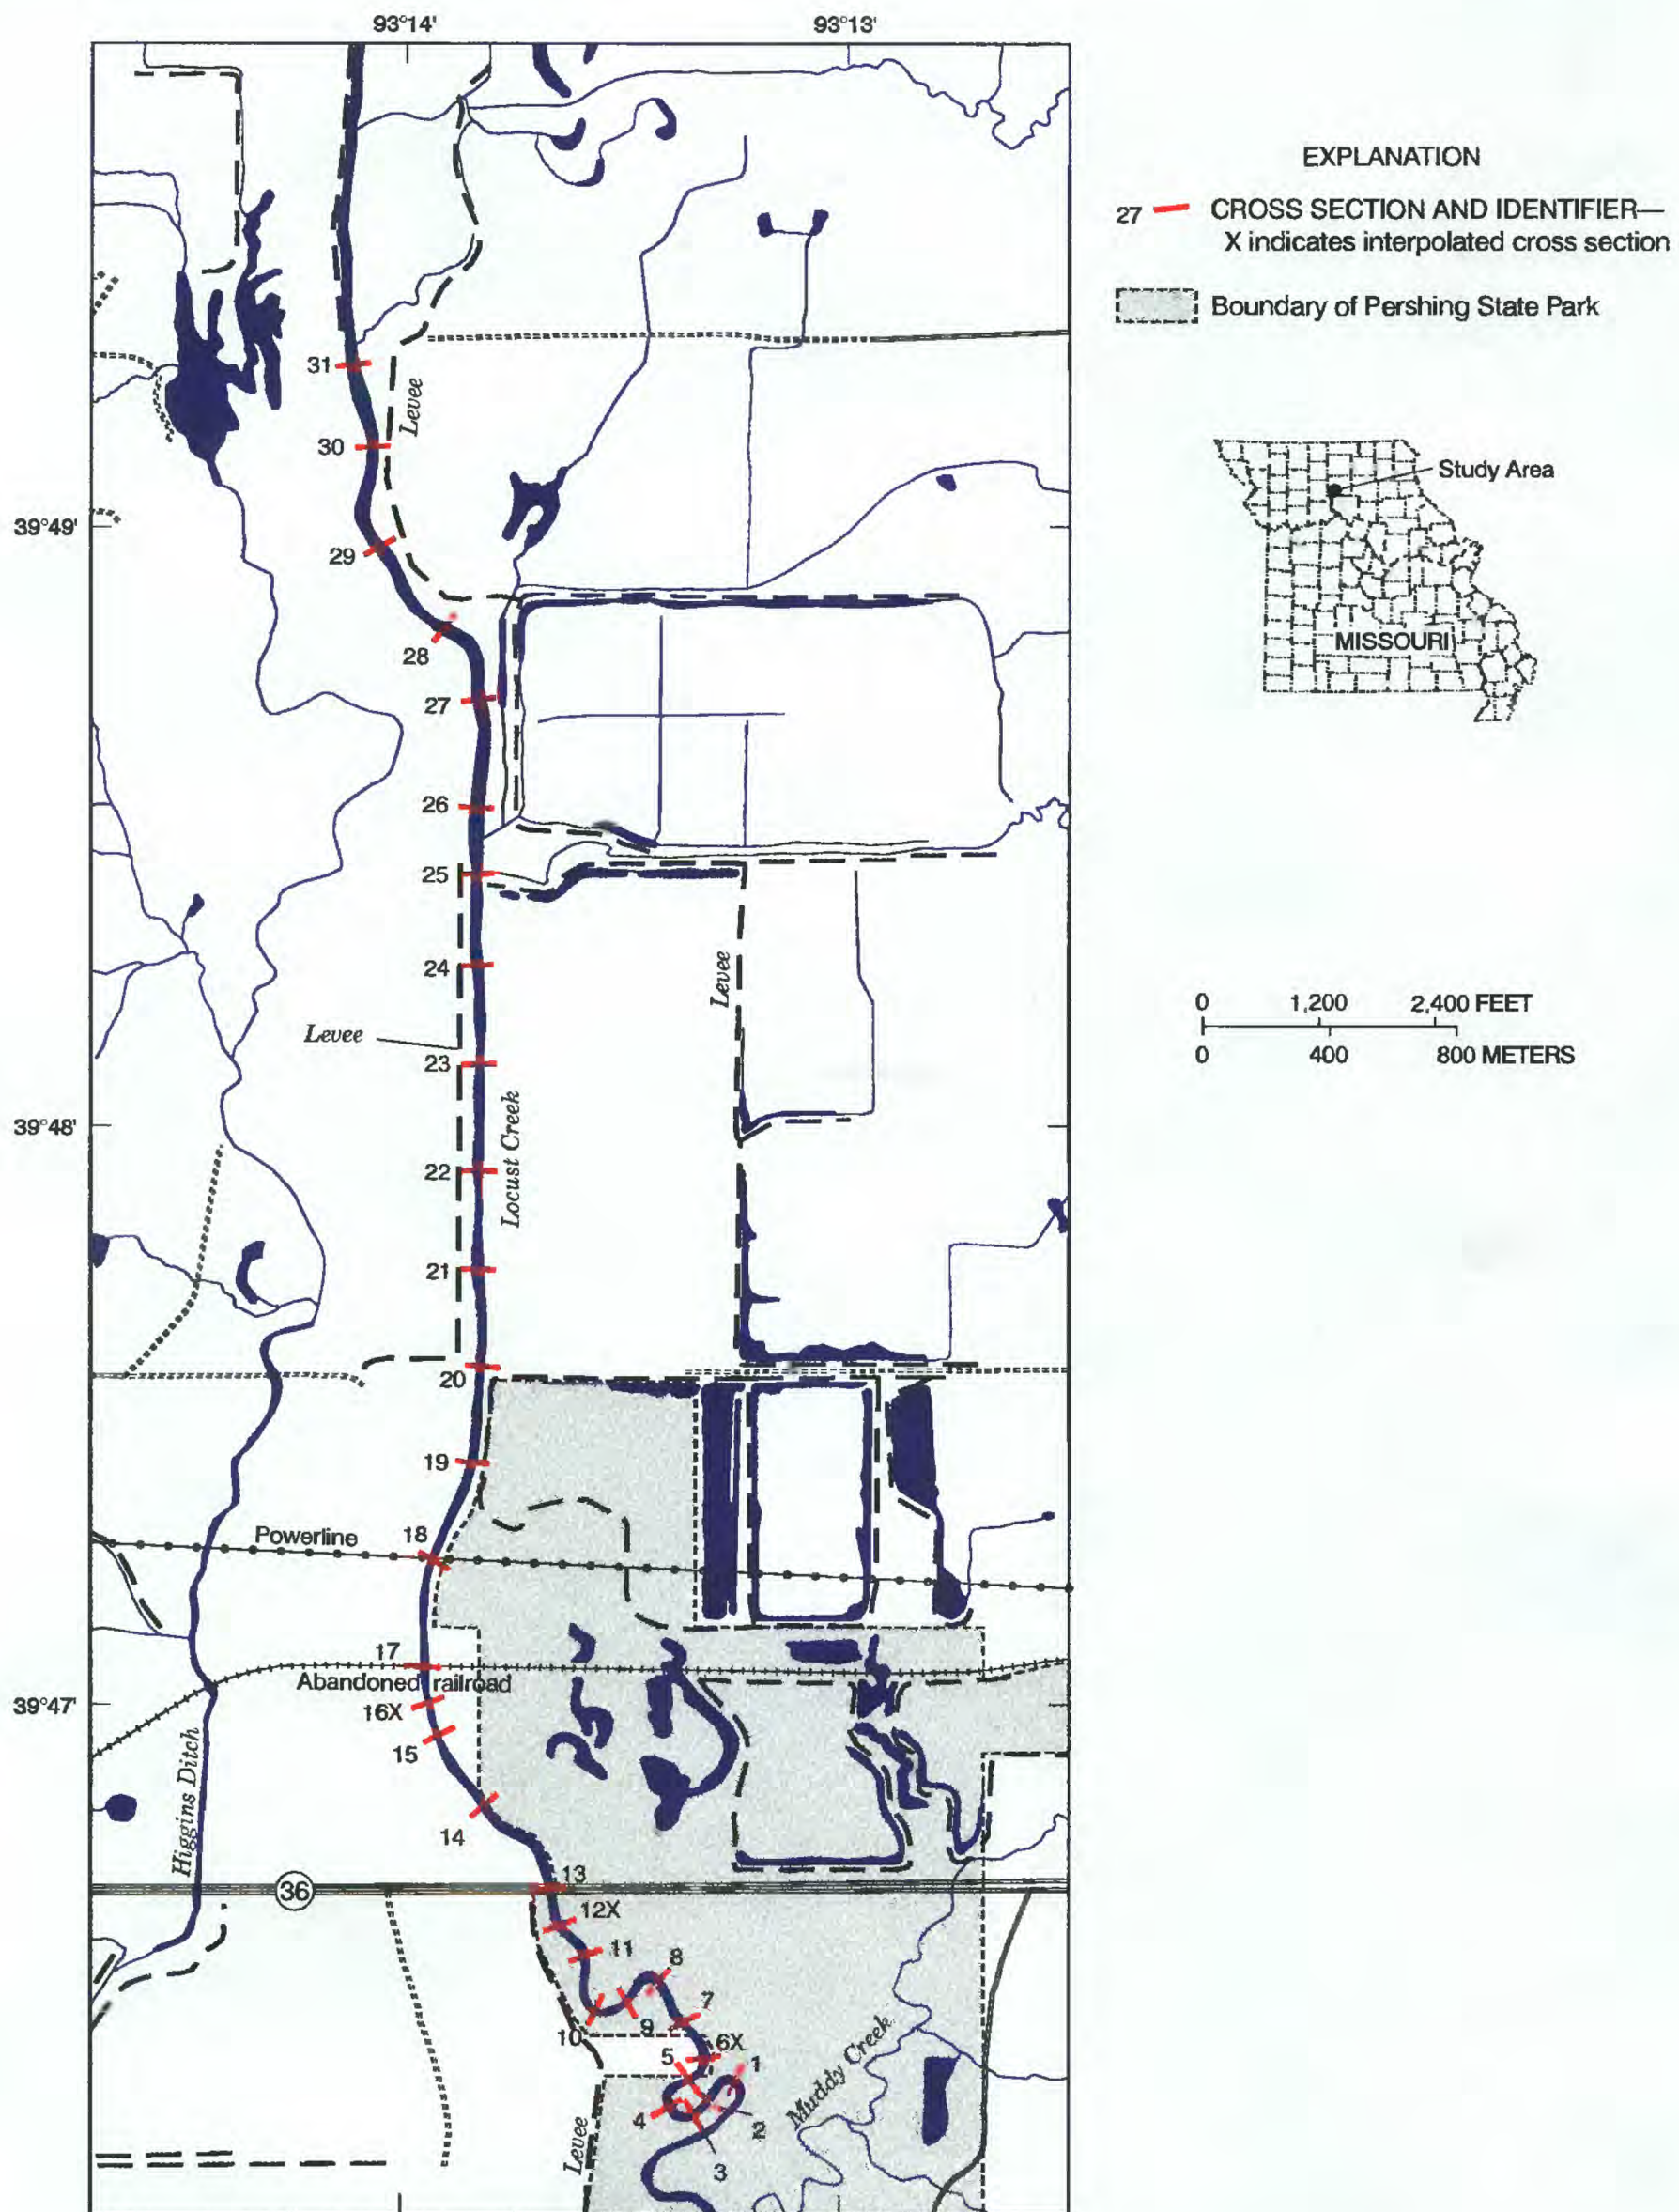 93°14' 93°13'
EXPLANATION
27 CROSS SECTION AND IDENTIFIER—
X indicates interpolated cross section
Boundary of Pershing State Park
31
Levee
30
Study Area
39°49'
29
28
MISSOURI
27
26
25
24
Levee
0 1,200 2,400 FEET
0 400 800 METERS
Levee
23
Locust Creek
39°48'
22
21
20
19
18
Powerline
17
Abandoned railroad
39°47'
16X
15
14
Higgins Ditch
13
36
12X
11
8
7
10
9
6X
5
1
Muddy Creek
4
2
Levee
3